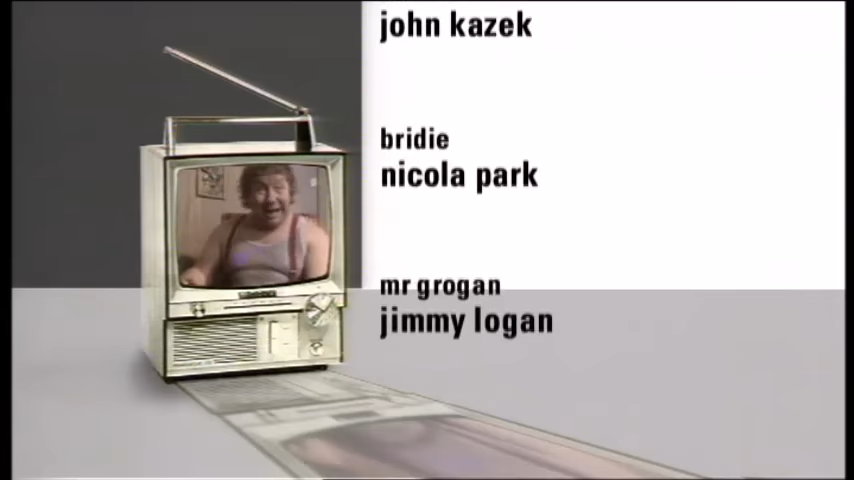 john kazek
bridie
nicola park
mr grogan
jimmy logan